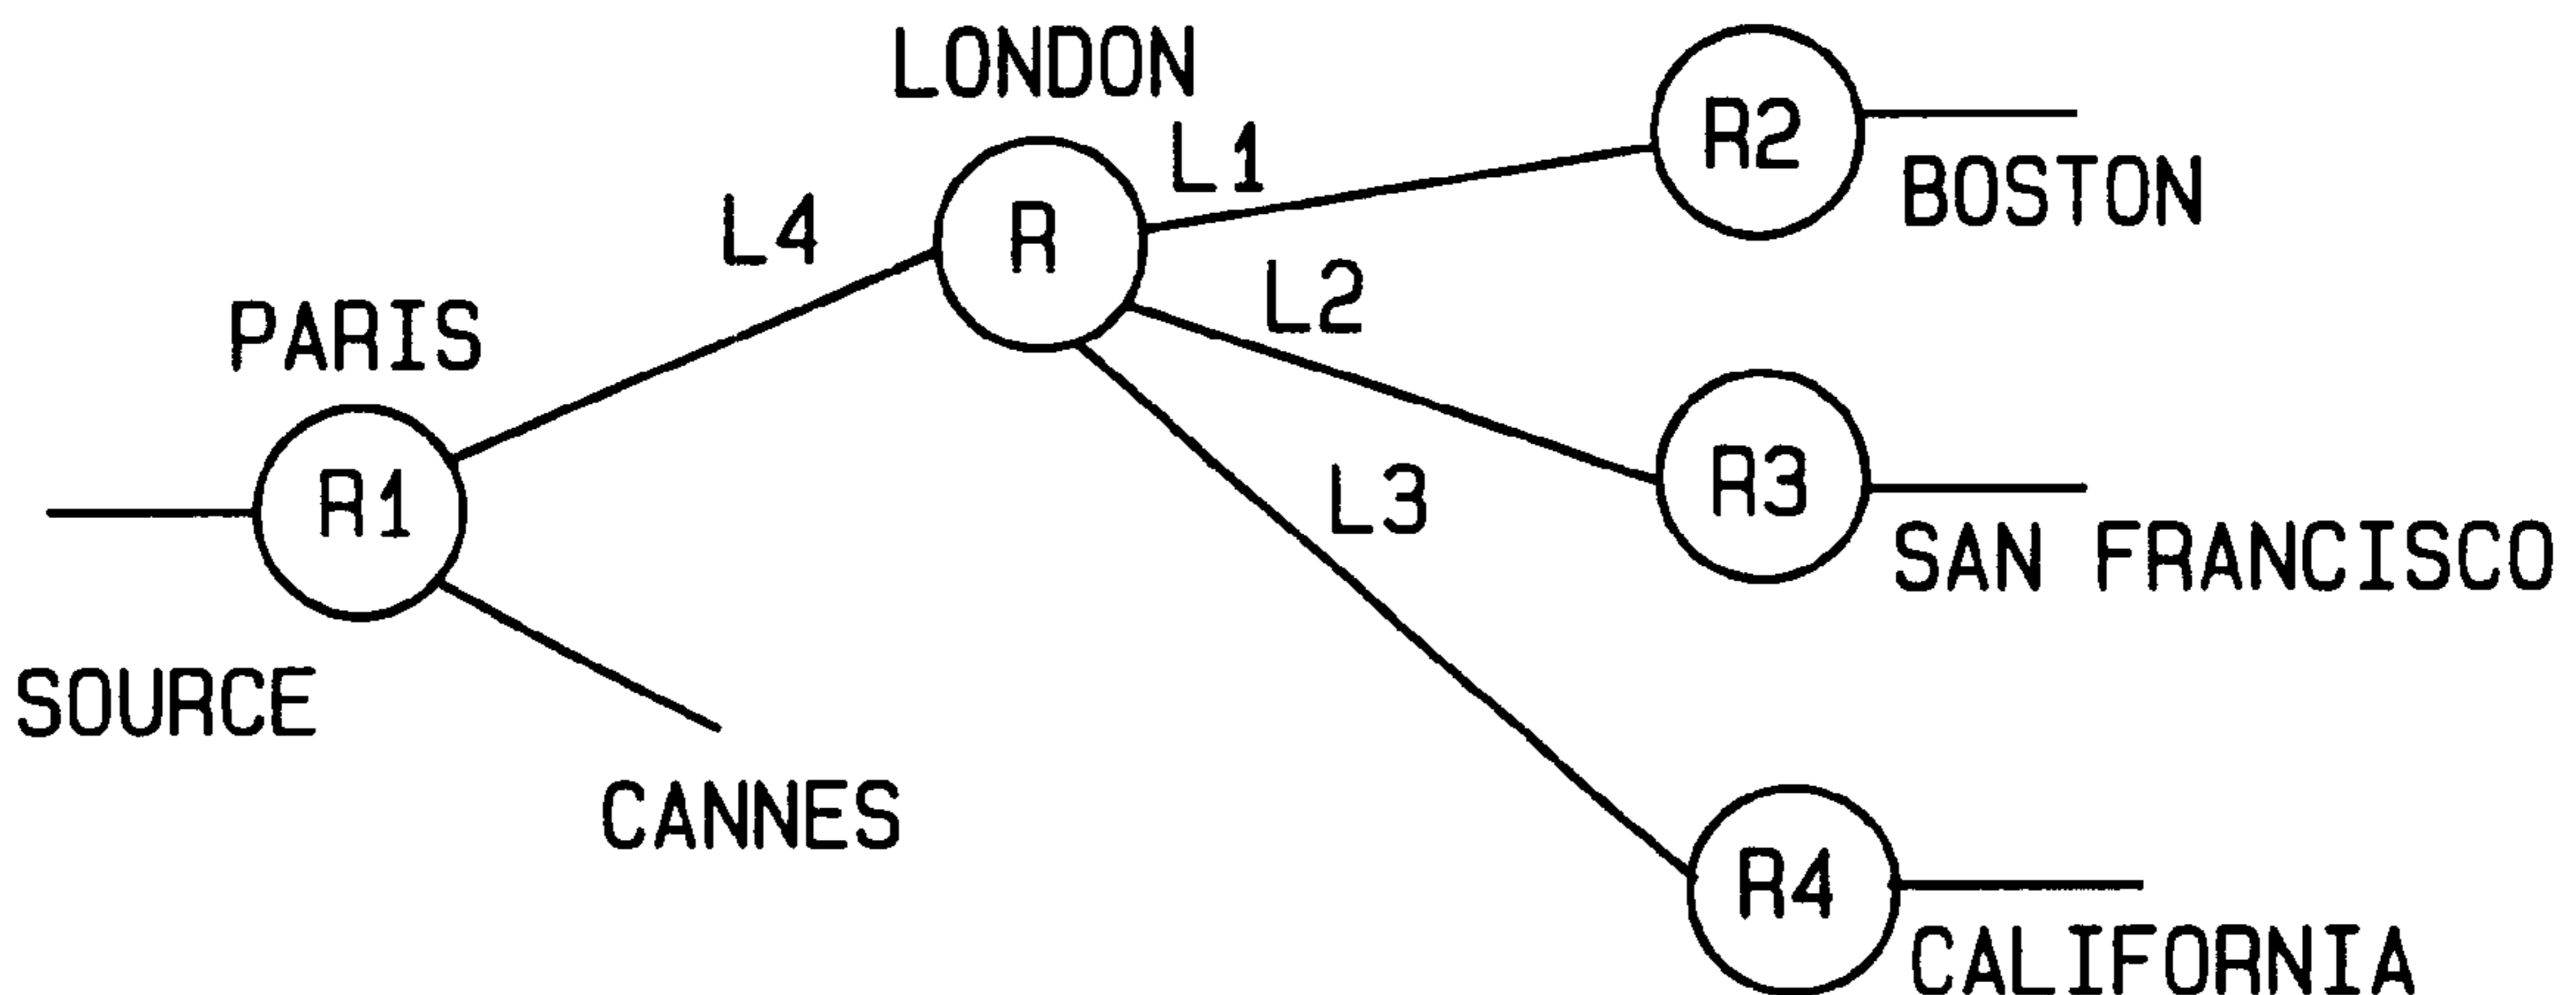 LONDON
L1
R2
BOSTON
L4
R
L2
PARIS
R1
L3
R3
SAN FRANCISCO
SOURCE
CANNES
R4
CALIFORNIA